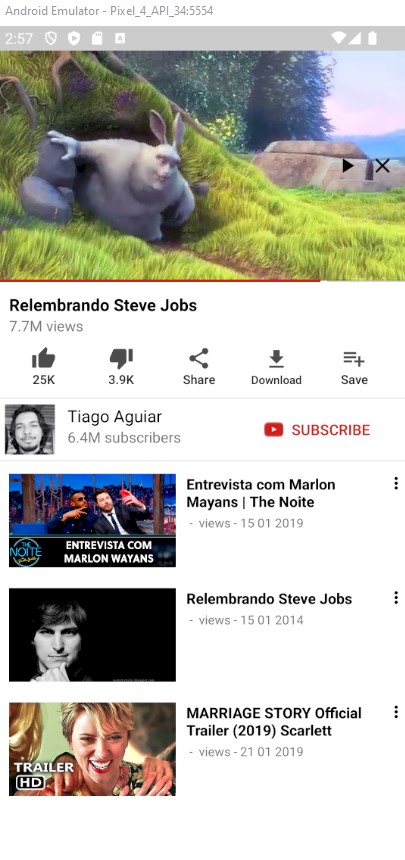 Android Emulator - Pixel_4_API_34:5554
2:57
A
Relembrando Steve Jobs
7.7M views
25K
3.9K
Share
Download
Save
Tiago Aguiar
6.4M subscribers
SUBSCRIBE
THE
NOITE
ENTREVISTA COM
MARLON WAYANS
Entrevista com Marlon
Mayans | The Noite
- views - 15 01 2019
Relembrando Steve Jobs
- views - 15 01 2014
TRAILER
HD
MARRIAGE STORY Official
Trailer (2019) Scarlett
- views - 21 01 2019